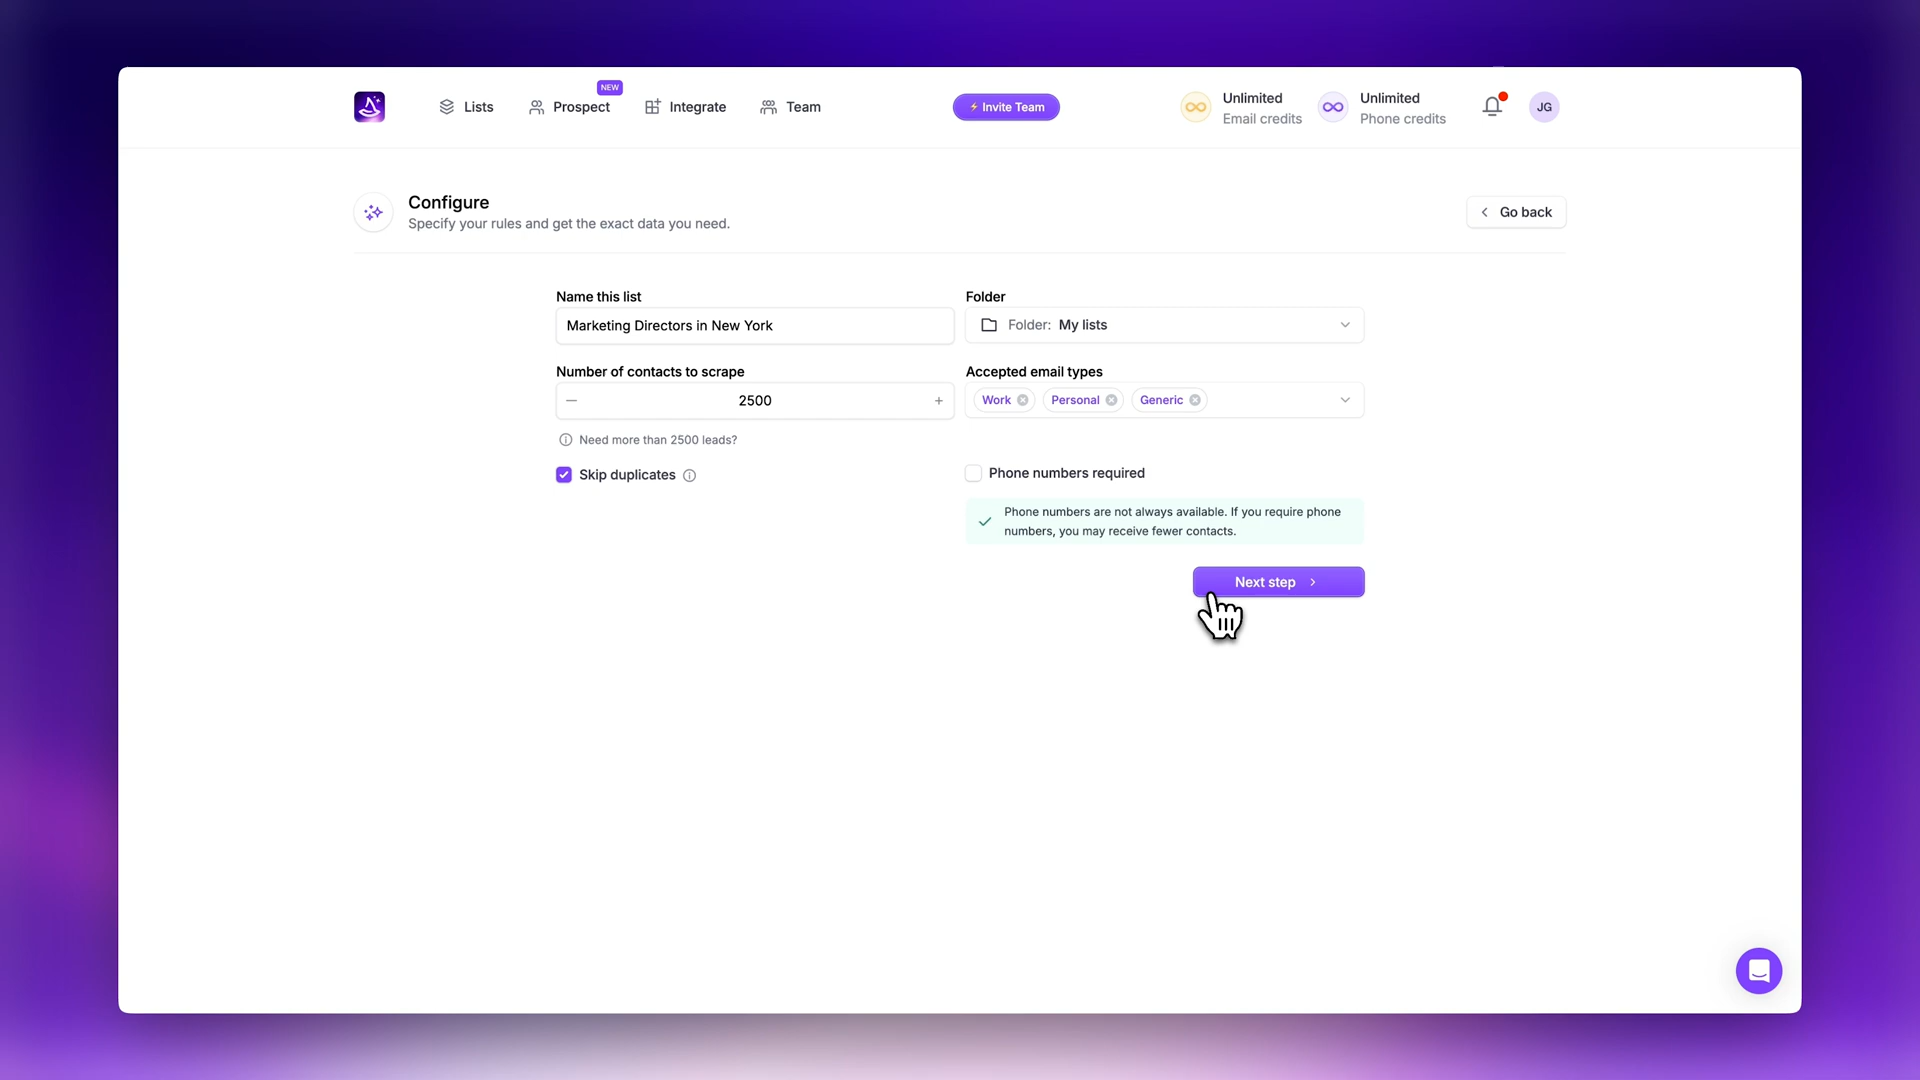 NEW
Lists
Prospect
Integrate
Team
Invite Team
Unlimited
Email credits
Unlimited
Phone credits
JG
Configure
Specify your rules and get the exact data you need.
Go back
Name this list
Folder
Marketing Directors in New York
Folder: My lists
Number of contacts to scrape
Accepted email types
2500
Work
Personal
Generic
Need more than 2500 leads?
Skip duplicates
Phone numbers required
Phone numbers are not always available. If you require phone
numbers, you may receive fewer contacts.
Next step